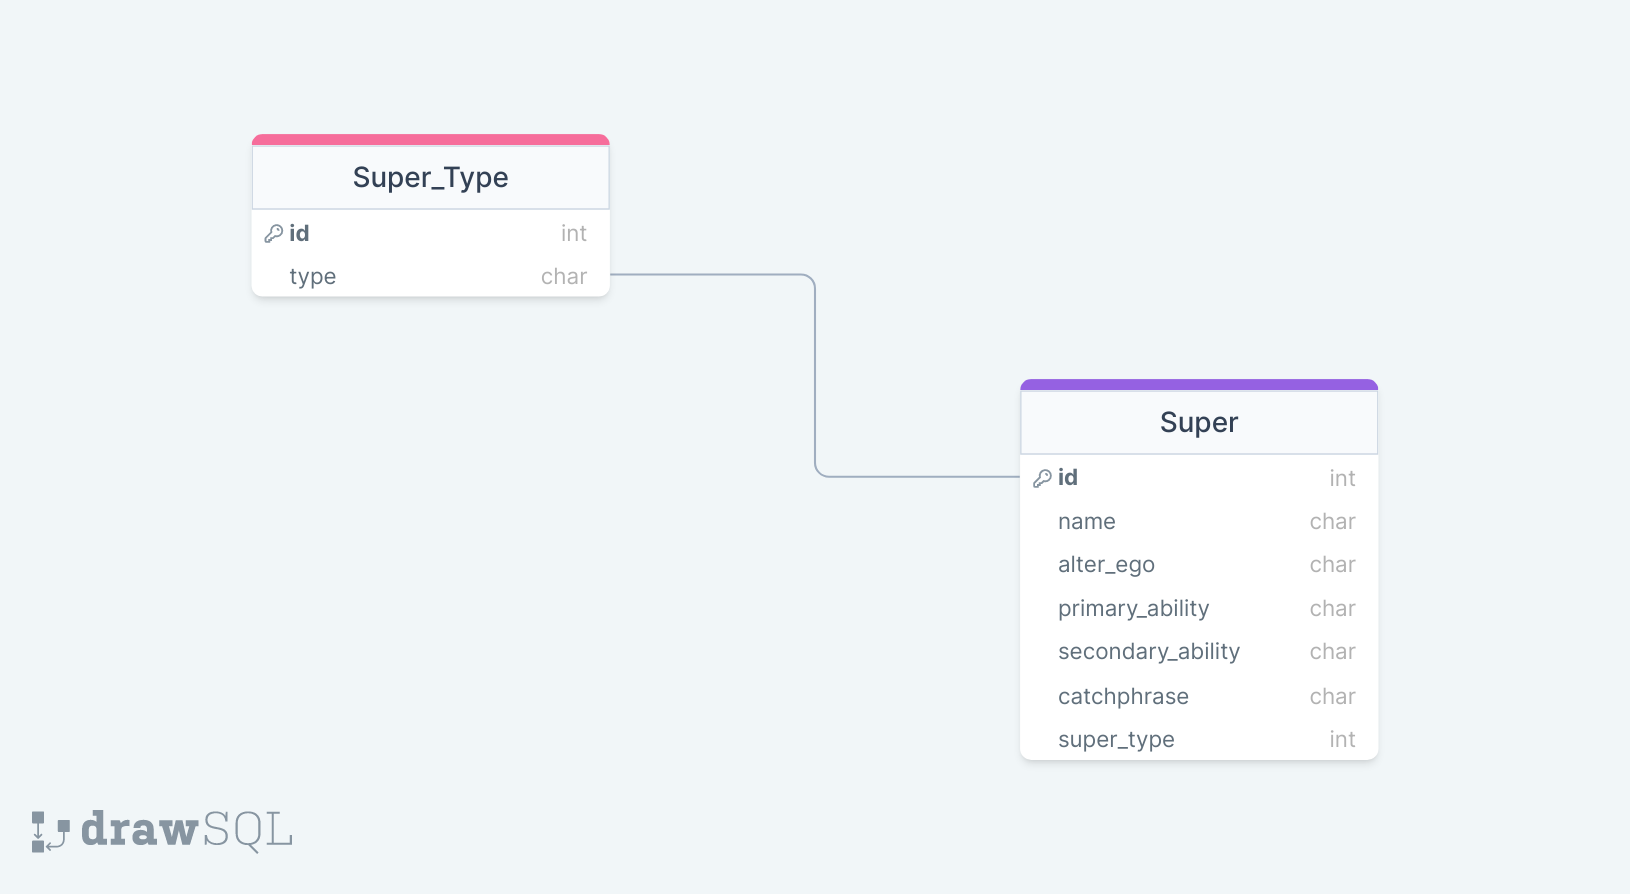 Super_Type
id int
type char
Super
id int
name char
alter_ego char
primary_ability char
secondary_ability char
catchphrase char
super_type int
drawSQL